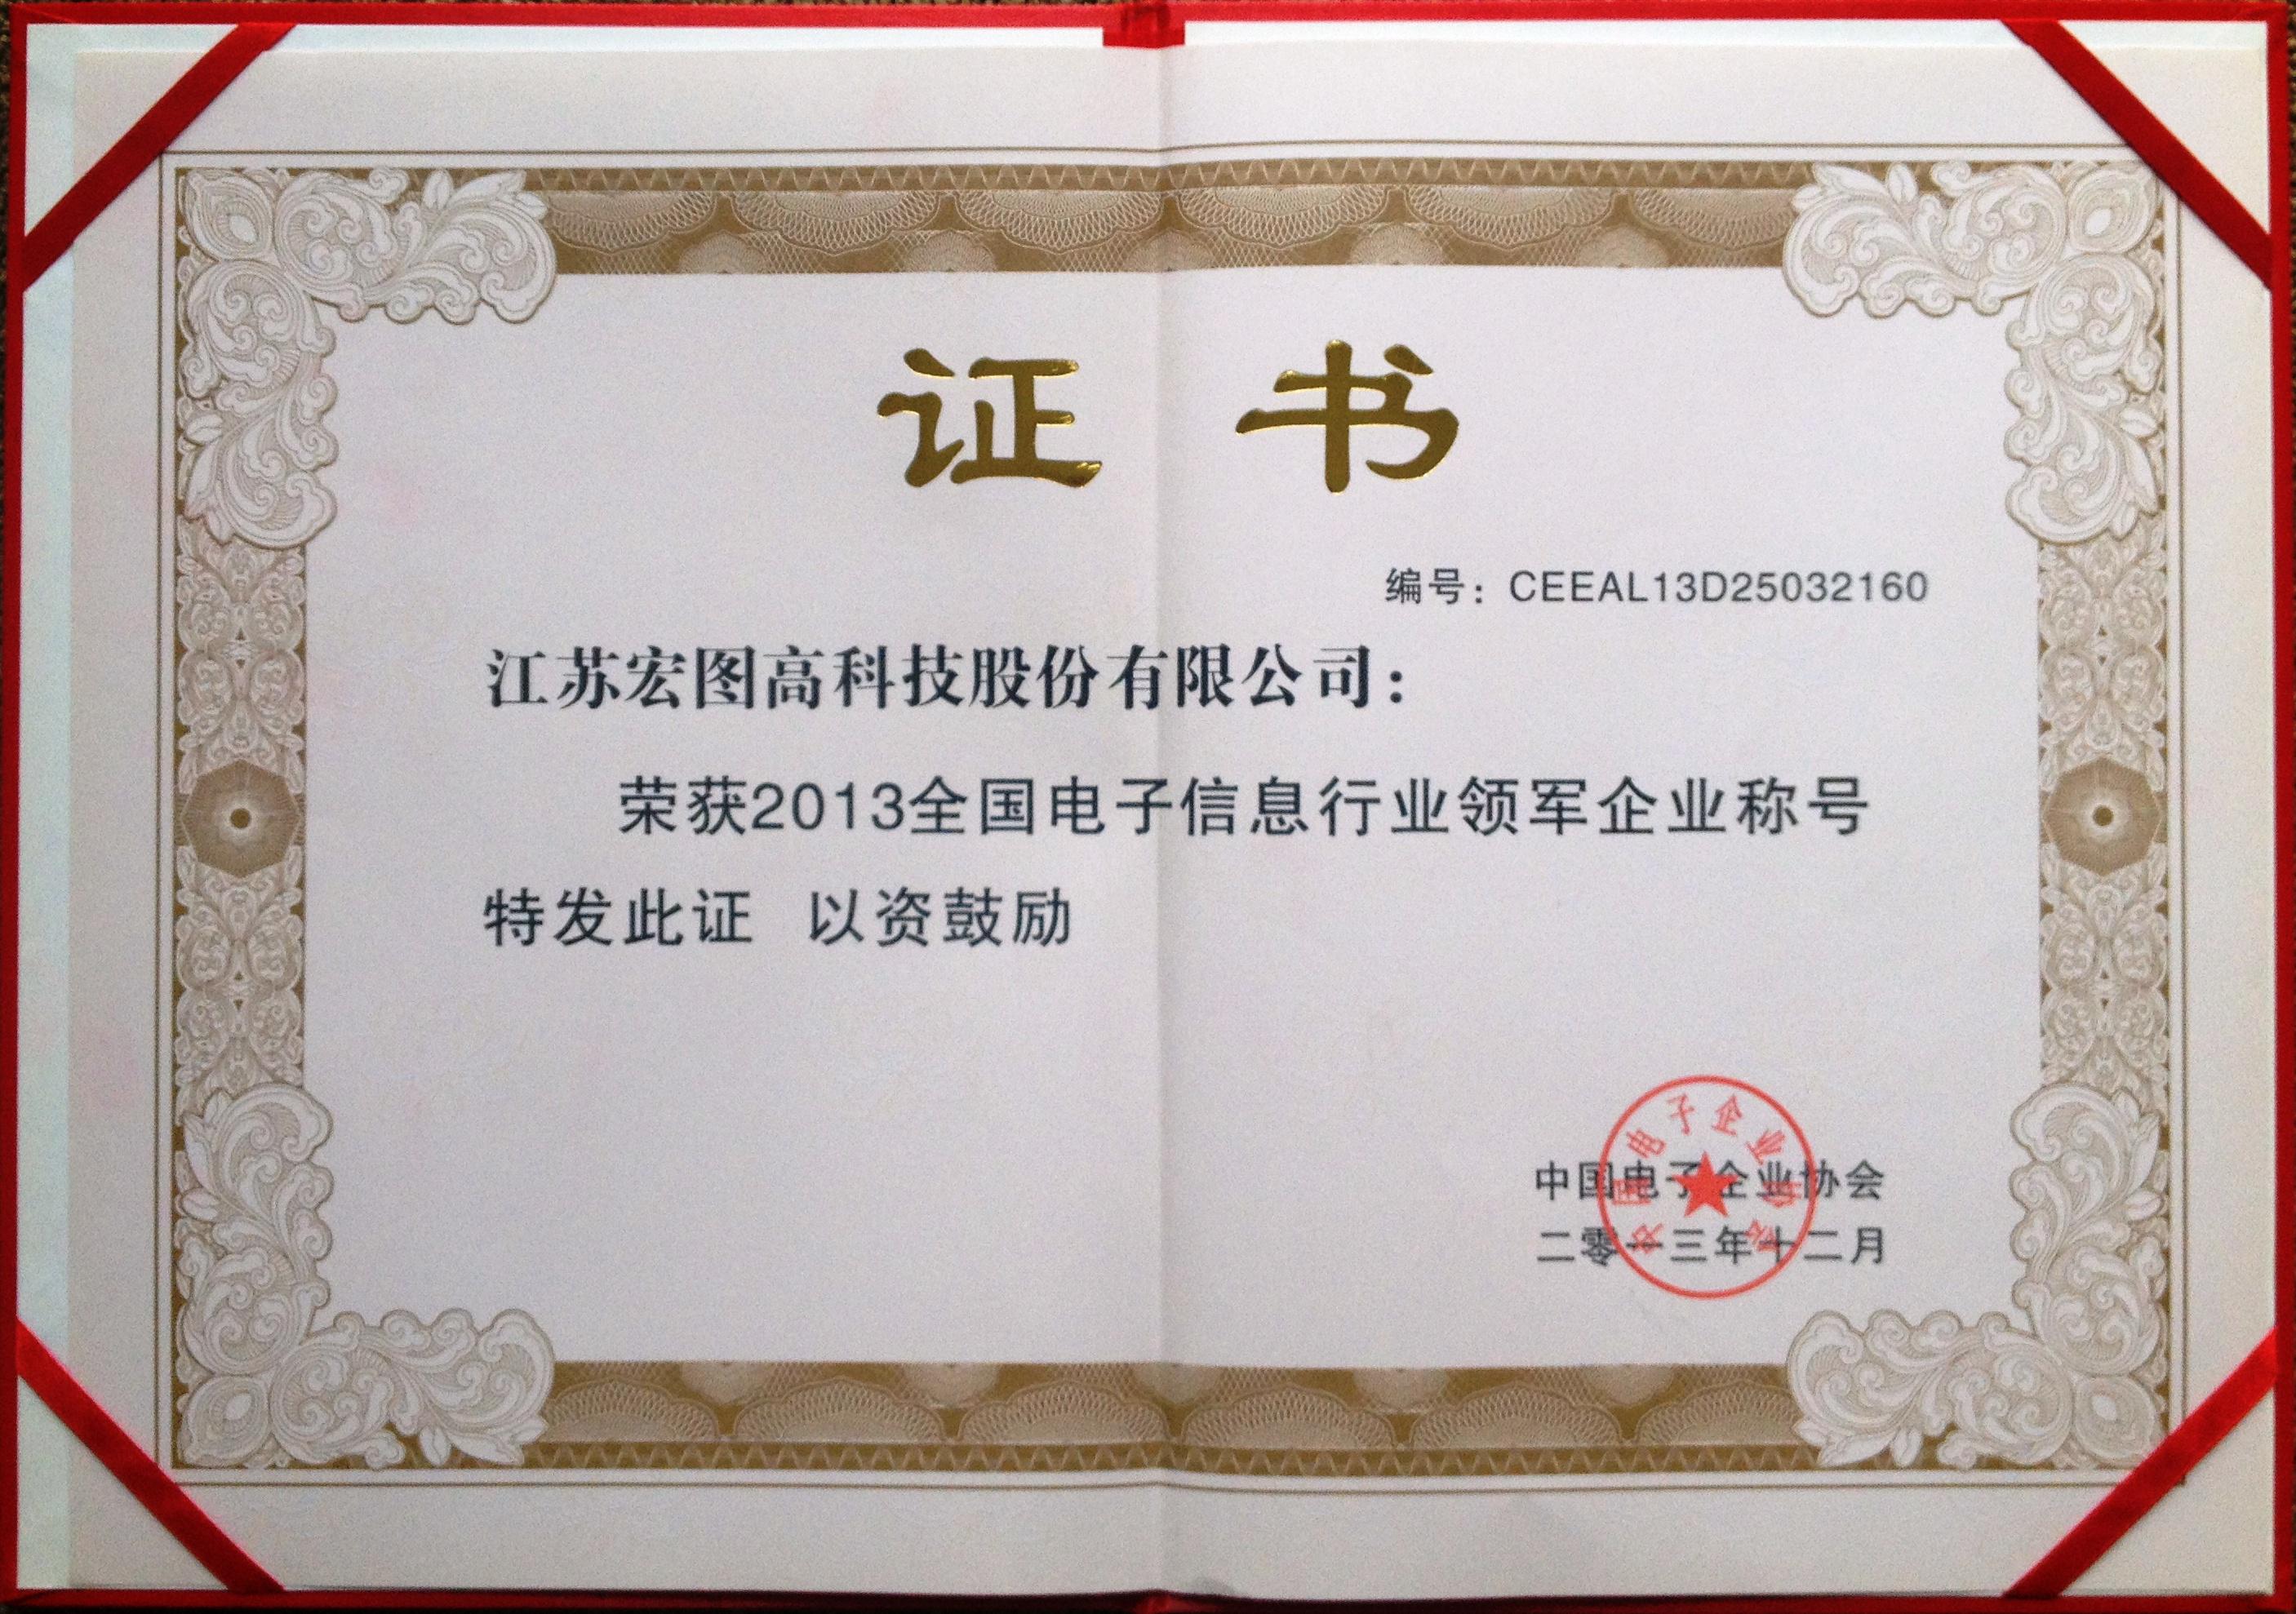 证 书
编号：CEEAL13D25032160
江苏宏图高科技股份有限公司：
荣获2013全国电子信息行业领军企业称号
特发此证 以资鼓励
中国电子企业协会
二零一三年十二月